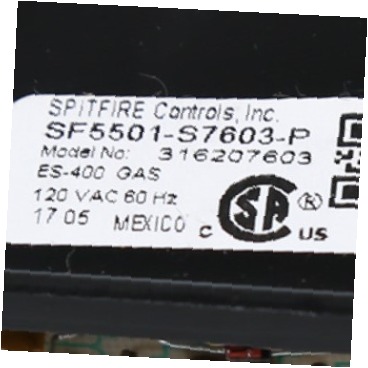 SPITFIRE Controls, Inc.
SF5501-S7603-P
Model No: 316207603
ES-400 GAS
120 VAC 60 Hz
17 05 MEXICO
C SA US